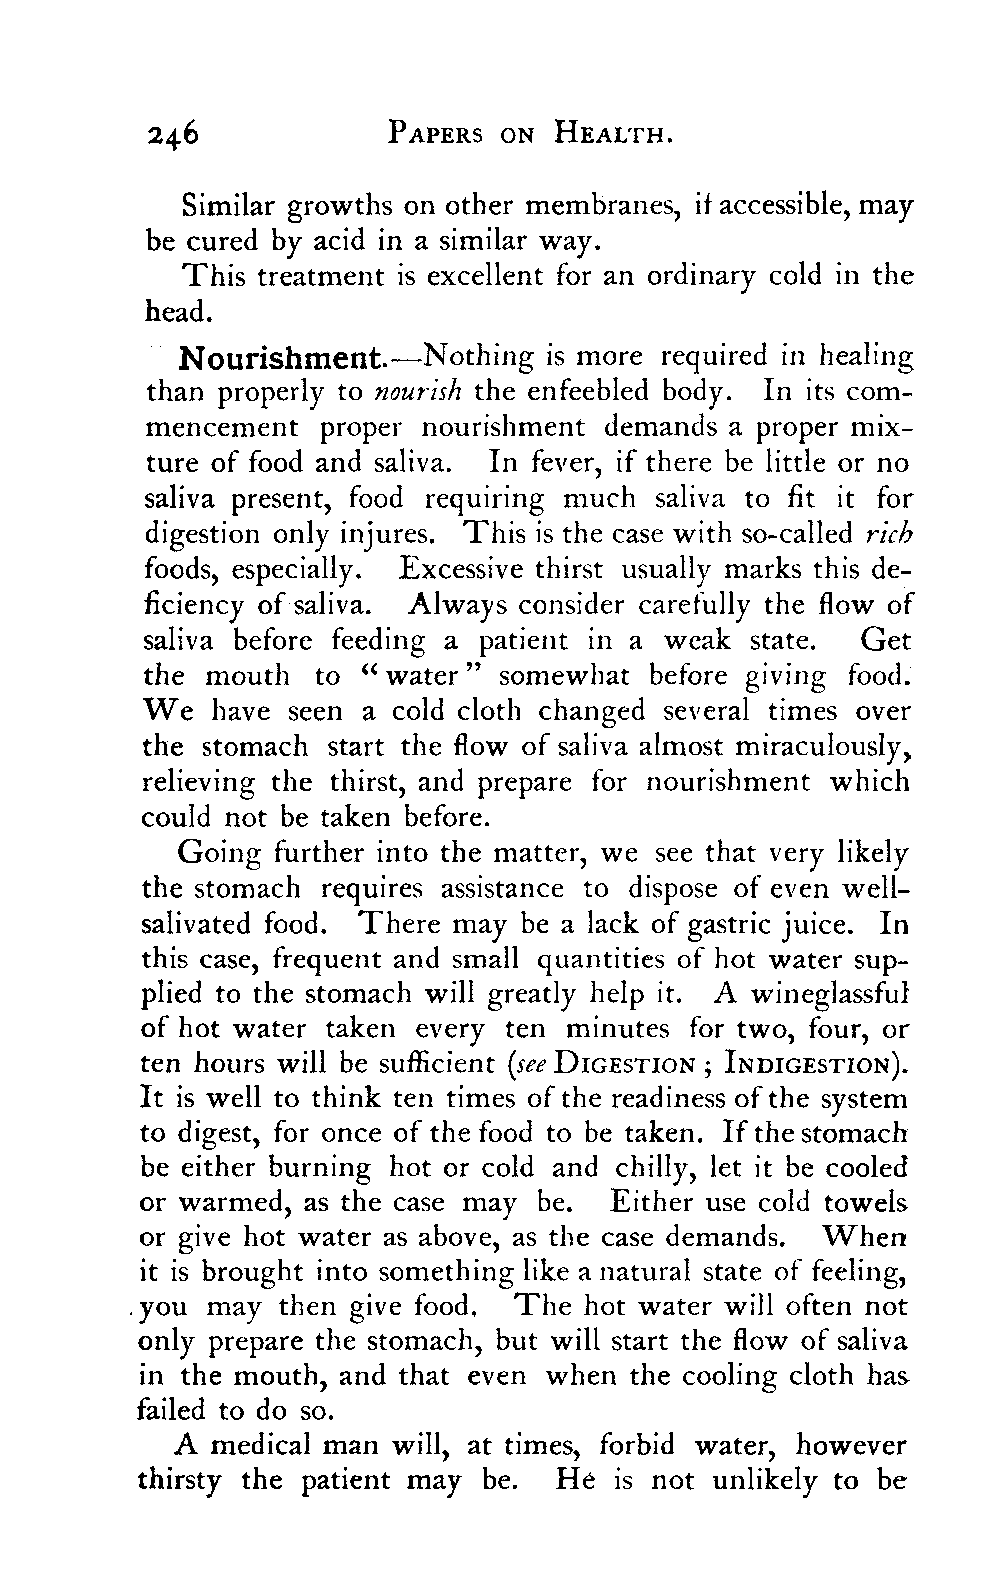 246 PAPERS ON HEALTH.
Similar growths on other membranes, if accessible, may
be cured by acid in a similar way.
This treatment is excellent for an ordinary cold in the
head.
Nourishment.—Nothing is more required in healing
than properly to nourish the enfeebled body. In its com-
mencement proper nourishment demands a proper mix-
ture of food and saliva. In fever, if there be little or no
saliva present, food requiring much saliva to fit it for
digestion only injures. This is the case with so-called rich
foods, especially. Excessive thirst usually marks this de-
ficiency of saliva. Always consider carefully the flow of
saliva before feeding a patient in a weak state. Get
the mouth to “water” somewhat before giving food.
We have seen a cold cloth changed several times over
the stomach start the flow of saliva almost miraculously,
relieving the thirst, and prepare for nourishment which
could not be taken before.
Going further into the matter, we see that very likely
the stomach requires assistance to dispose of even well-
salivated food. There may be a lack of gastric juice. In
this case, frequent and small quantities of hot water sup-
plied to the stomach will greatly help it. A wineglassful
of hot water taken every ten minutes for two, four, or
ten hours will be sufficient (see DIGESTION; INDIGESTION).
It is well to think ten times of the readiness of the system
to digest, for once of the food to be taken. If the stomach
be either burning hot or cold and chilly, let it be cooled
or warmed, as the case may be. Either use cold towels
or give hot water as above, as the case demands. When
it is brought into something like a natural state of feeling,
you may then give food. The hot water will often not
only prepare the stomach, but will start the flow of saliva
in the mouth, and that even when the cooling cloth has
failed to do so.
A medical man will, at times, forbid water, however
thirsty the patient may be. He is not unlikely to be